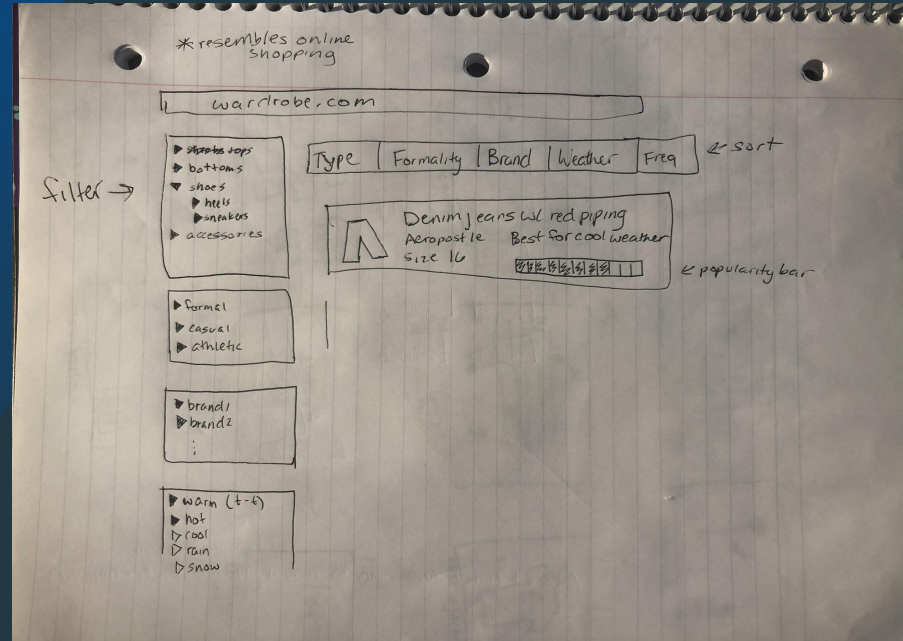 *resembles online
shopping
wardrobe.com
filter →
tops
bottoms
shoes
heels
sneakers
accessories
Type | Formality | Brand | Weather | Freq
← sort
Denim jeans w/ red piping
Aeropostle Best for cool weather
size 16
← popularity bar
formal
casual
athletic
brand1
brand2
⋮
warm (t-t)
hot
cool
rain
snow